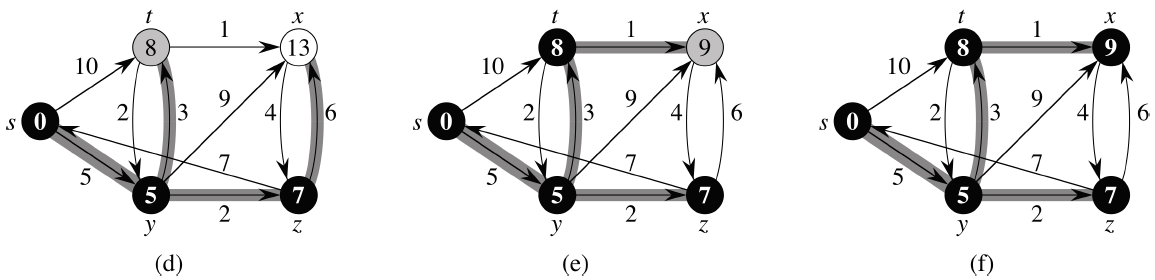 t x t x t x
1 1 1
8 13 8 9 8 9
10 10 10
9 9 9
2 3 4 6 2 3 4 6 2 3 4 6
s 0 s 0 s 0
7 7 7
5 5 5
5 7 5 7 5 7
2 2 2
y z y z y z
(d) (e) (f)